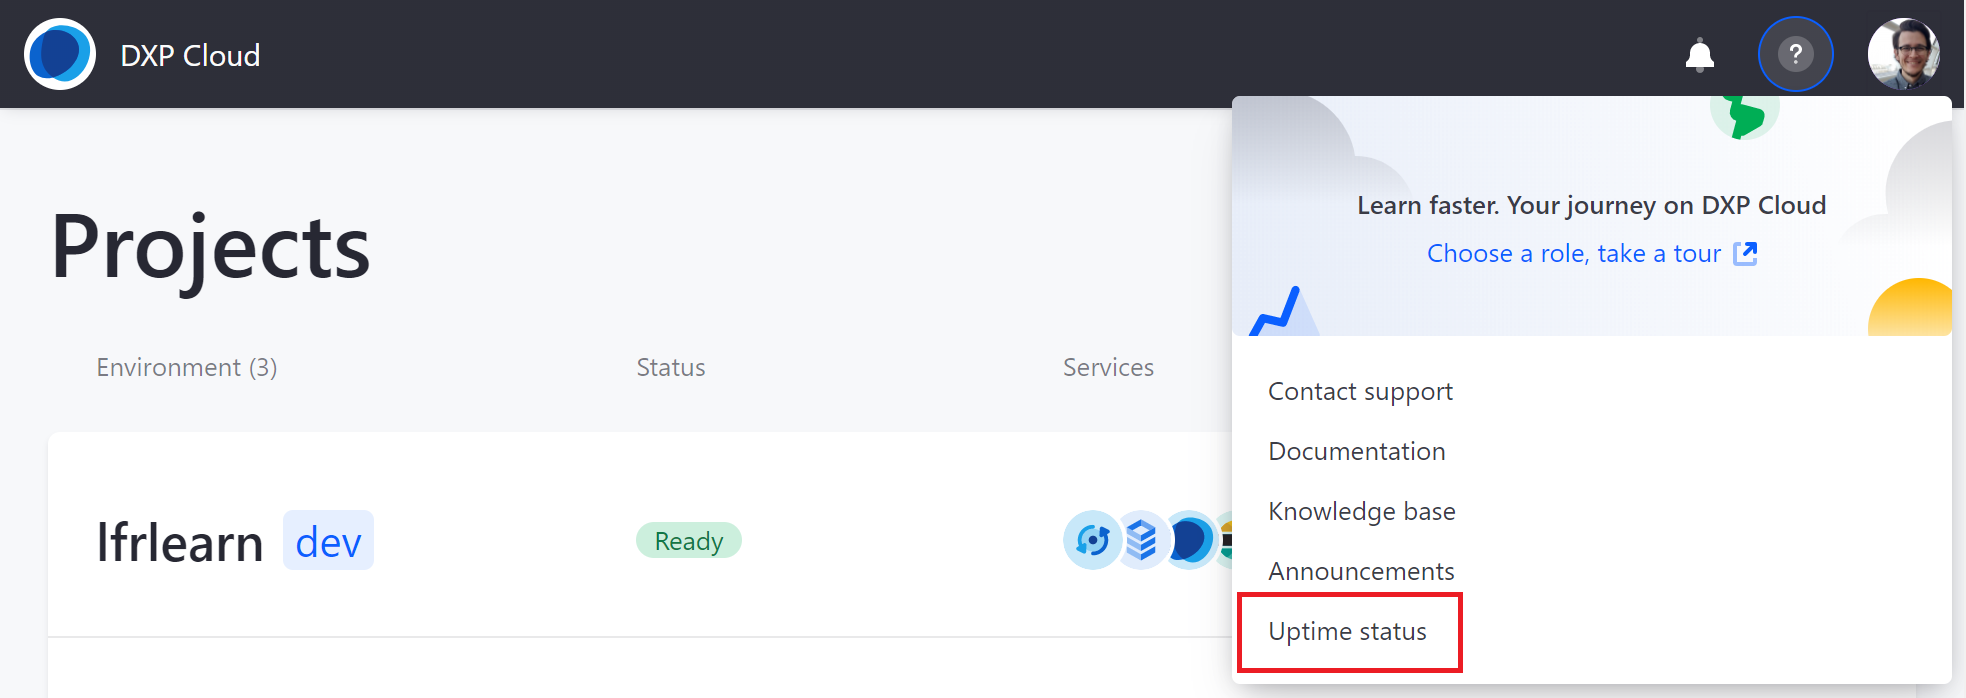 DXP Cloud
?
Learn faster. Your journey on DXP Cloud
Choose a role, take a tour
Projects
Environment (3) Status Services
lfrlearn dev Ready
Contact support
Documentation
Knowledge base
Announcements
Uptime status